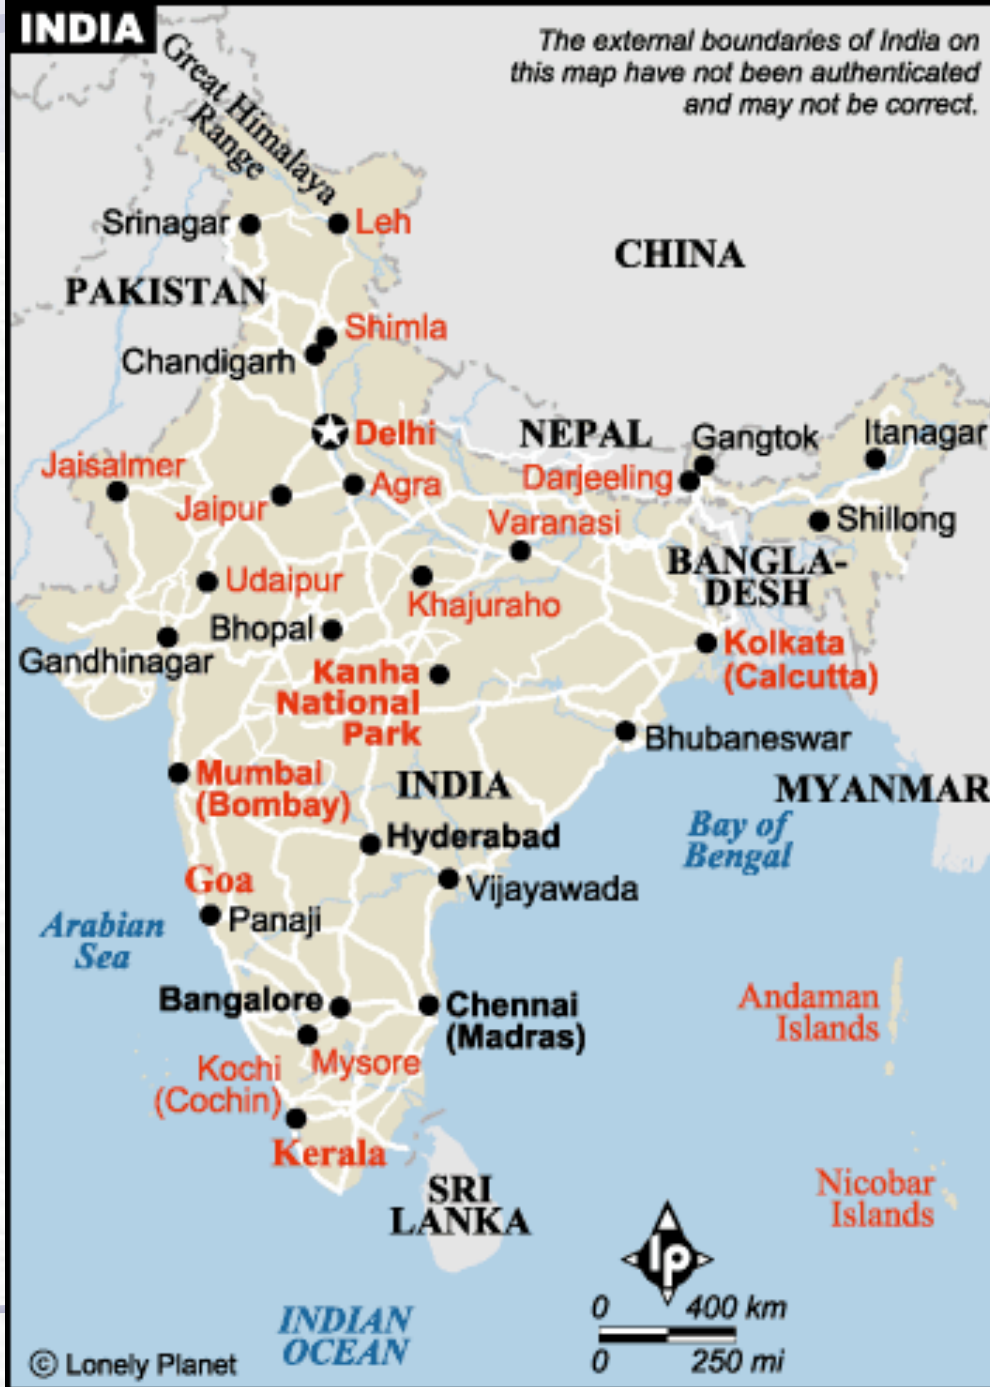 INDIA
The external boundaries of India on
this map have not been authenticated
and may not be correct.
Great Himalaya
Range
Srinagar
Leh
CHINA
PAKISTAN
Shimla
Chandigarh
Delhi
NEPAL
Gangtok
Itanagar
Jaisalmer
Jaipur
Agra
Darjeeling
Varanasi
Shillong
BANGLA-
DESH
Udaipur
Khajuraho
Bhopal
Gandhinagar
Kolkata
(Calcutta)
Kanha
National
Park
Bhubaneswar
Mumbai
(Bombay)
INDIA
MYANMAR
Bay of
Bengal
Hyderabad
Vijayawada
Goa
Panaji
Arabian
Sea
Bangalore
Chennai
(Madras)
Andaman
Islands
Mysore
Kochi
(Cochin)
Kerala
SRI
LANKA
Nicobar
Islands
lp
0 400 km
0 250 mi
INDIAN
OCEAN
© Lonely Planet